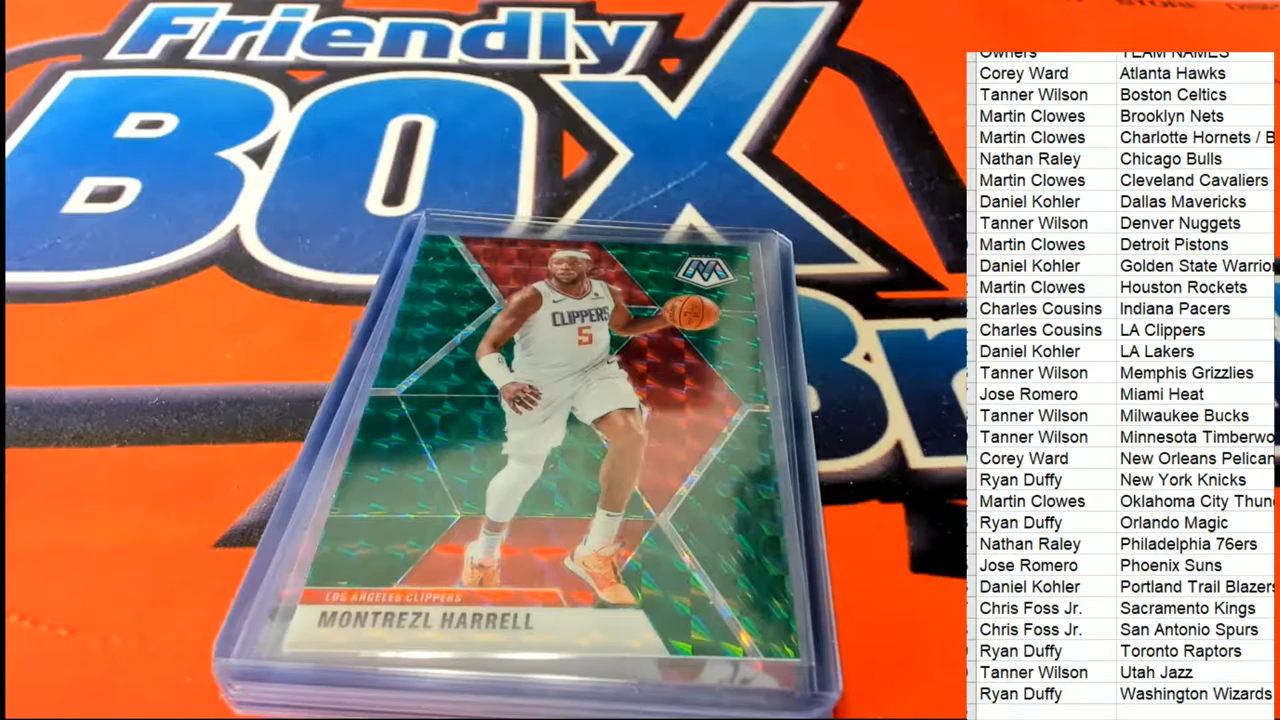 Friendly
BOX
Br
STORE
CLIPPERS
5
LOS ANGELES CLIPPERS
MONTREZL HARRELL
Owners TEAM NAMES
Corey Ward Atlanta Hawks
Tanner Wilson Boston Celtics
Martin Clowes Brooklyn Nets
Martin Clowes Charlotte Hornets / B
Nathan Raley Chicago Bulls
Martin Clowes Cleveland Cavaliers
Daniel Kohler Dallas Mavericks
Tanner Wilson Denver Nuggets
Martin Clowes Detroit Pistons
Daniel Kohler Golden State Warrior
Martin Clowes Houston Rockets
Charles Cousins Indiana Pacers
Charles Cousins LA Clippers
Daniel Kohler LA Lakers
Tanner Wilson Memphis Grizzlies
Jose Romero Miami Heat
Tanner Wilson Milwaukee Bucks
Tanner Wilson Minnesota Timberwo
Corey Ward New Orleans Pelican
Ryan Duffy New York Knicks
Martin Clowes Oklahoma City Thun
Ryan Duffy Orlando Magic
Nathan Raley Philadelphia 76ers
Jose Romero Phoenix Suns
Daniel Kohler Portland Trail Blazers
Chris Foss Jr. Sacramento Kings
Chris Foss Jr. San Antonio Spurs
Ryan Duffy Toronto Raptors
Tanner Wilson Utah Jazz
Ryan Duffy Washington Wizards